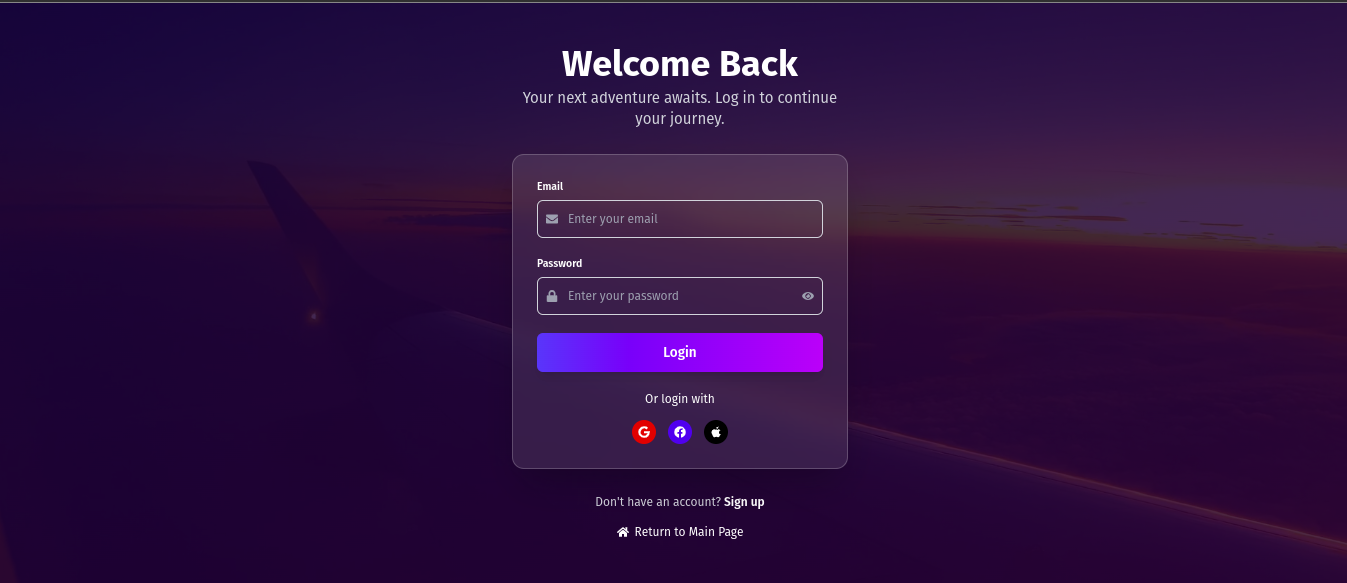 Welcome Back
Your next adventure awaits. Log in to continue
your journey.
Email
Enter your email
Password
Enter your password
Login
Or login with
Don't have an account? Sign up
Return to Main Page